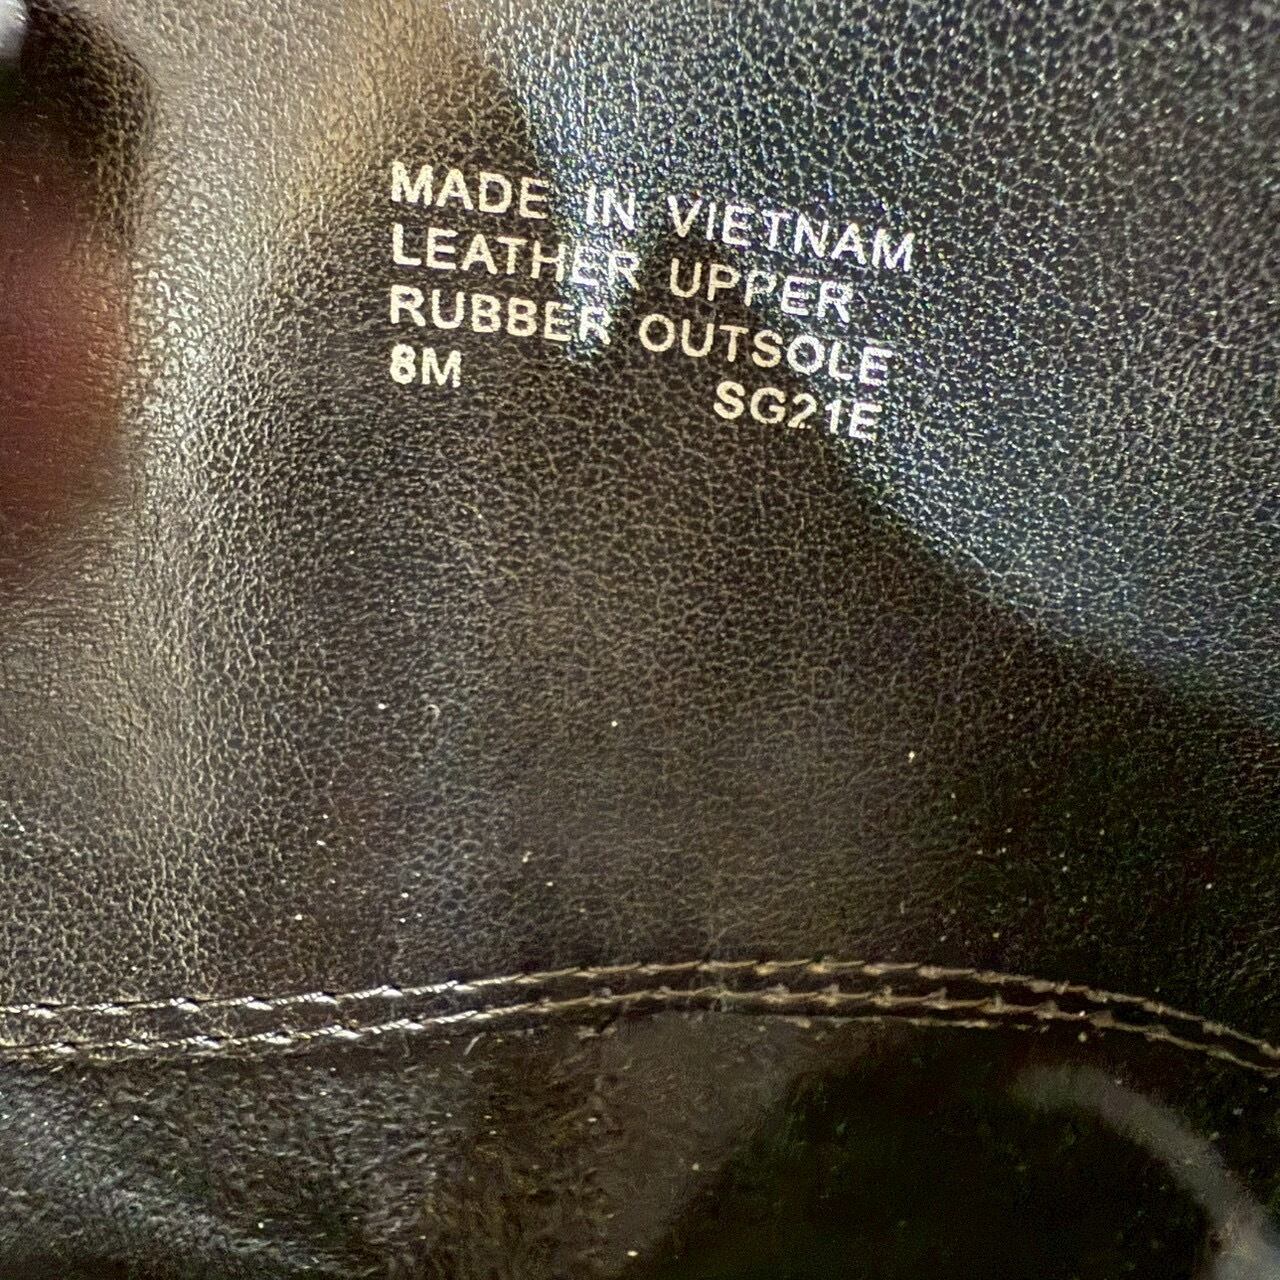 MADE IN VIETNAM
LEATHER UPPER
RUBBER OUTSOLE
8M SG21E